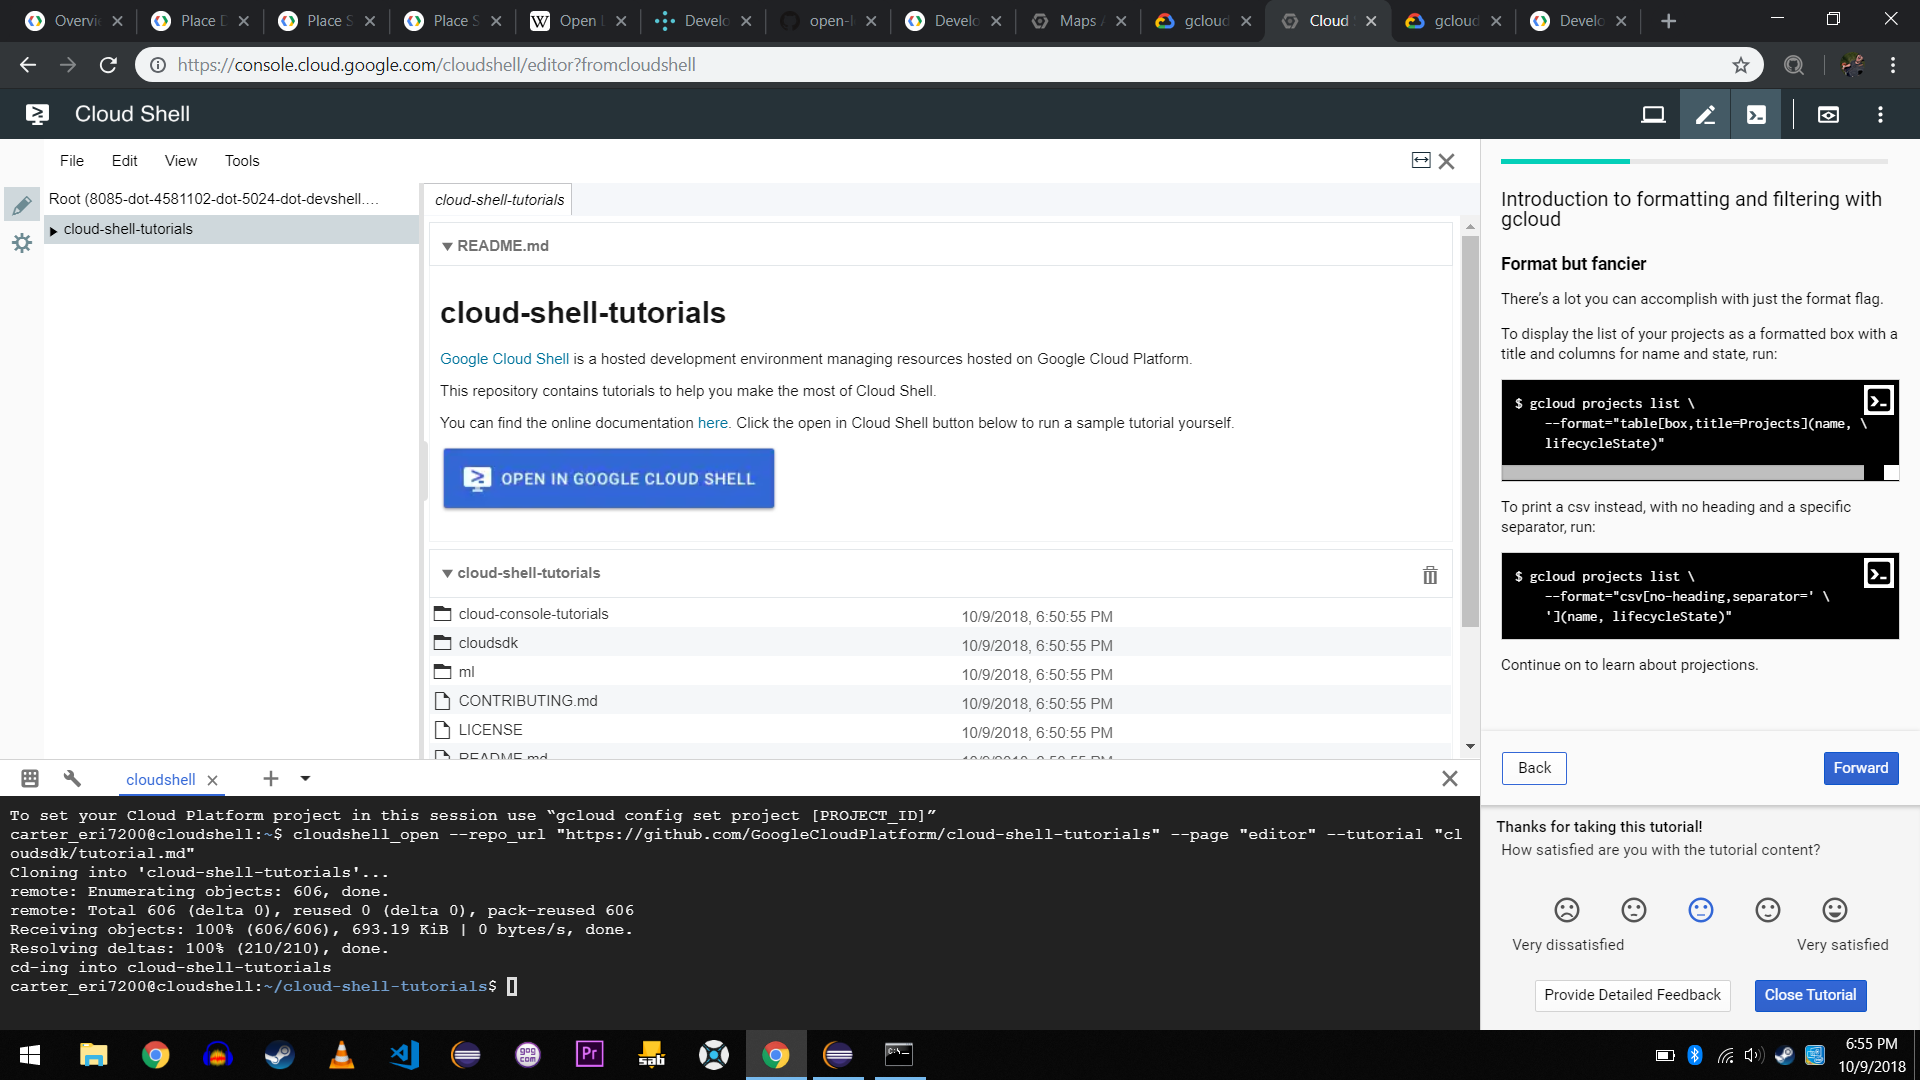 Overvi
Place D
Place S
Place S
Open L
Develo
open-l
Develo
Maps A
gcloud
Cloud S
gcloud
Develo
https://console.cloud.google.com/cloudshell/editor?fromcloudshell
Cloud Shell
File Edit View Tools
Root (8085-dot-4581102-dot-5024-dot-devshell....
cloud-shell-tutorials
cloud-shell-tutorials
README.md
cloud-shell-tutorials
Google Cloud Shell is a hosted development environment managing resources hosted on Google Cloud Platform.
This repository contains tutorials to help you make the most of Cloud Shell.
You can find the online documentation here. Click the open in Cloud Shell button below to run a sample tutorial yourself.
OPEN IN GOOGLE CLOUD SHELL
cloud-shell-tutorials
cloud-console-tutorials 10/9/2018, 6:50:55 PM
cloudsdk 10/9/2018, 6:50:55 PM
ml 10/9/2018, 6:50:55 PM
CONTRIBUTING.md 10/9/2018, 6:50:55 PM
LICENSE 10/9/2018, 6:50:55 PM
README.md 10/9/2018, 6:50:55 PM
Introduction to formatting and filtering with
gcloud
Format but fancier
There's a lot you can accomplish with just the format flag.
To display the list of your projects as a formatted box with a
title and columns for name and state, run:
$ gcloud projects list \
--format="table[box,title=Projects](name, \
lifecycleState)"
To print a csv instead, with no heading and a specific
separator, run:
$ gcloud projects list \
--format="csv[no-heading,separator=' \
'](name, lifecycleState)"
Continue on to learn about projections.
Back
Forward
cloudshell
To set your Cloud Platform project in this session use “gcloud config set project [PROJECT_ID]”
carter_eri7200@cloudshell:~$ cloudshell_open --repo_url "https://github.com/GoogleCloudPlatform/cloud-shell-tutorials" --page "editor" --tutorial "cl
oudsdk/tutorial.md"
Cloning into 'cloud-shell-tutorials'...
remote: Enumerating objects: 606, done.
remote: Total 606 (delta 0), reused 0 (delta 0), pack-reused 606
Receiving objects: 100% (606/606), 693.19 KiB | 0 bytes/s, done.
Resolving deltas: 100% (210/210), done.
cd-ing into cloud-shell-tutorials
carter_eri7200@cloudshell:~/cloud-shell-tutorials$
Thanks for taking this tutorial!
How satisfied are you with the tutorial content?
Very dissatisfied
Very satisfied
Provide Detailed Feedback
Close Tutorial
gog
com
Pr
sab
6:55 PM
10/9/2018